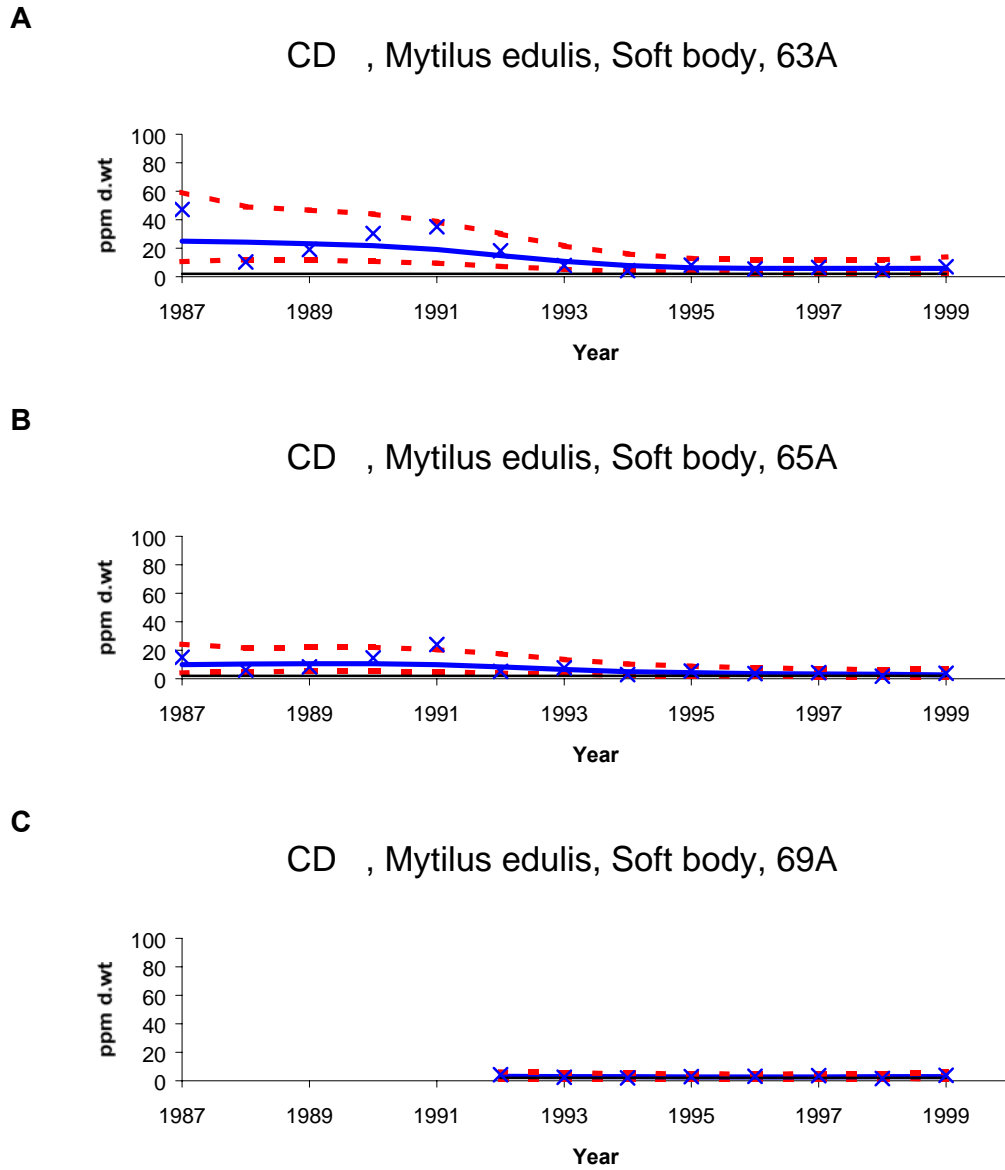 A
CD , Mytilus edulis, Soft body, 63A
ppm d.wt
100
80
60
40
20
0
1987 1989 1991 1993 1995 1997 1999
Year
B
CD , Mytilus edulis, Soft body, 65A
ppm d.wt
100
80
60
40
20
0
1987 1989 1991 1993 1995 1997 1999
Year
C
CD , Mytilus edulis, Soft body, 69A
ppm d.wt
100
80
60
40
20
0
1987 1989 1991 1993 1995 1997 1999
Year